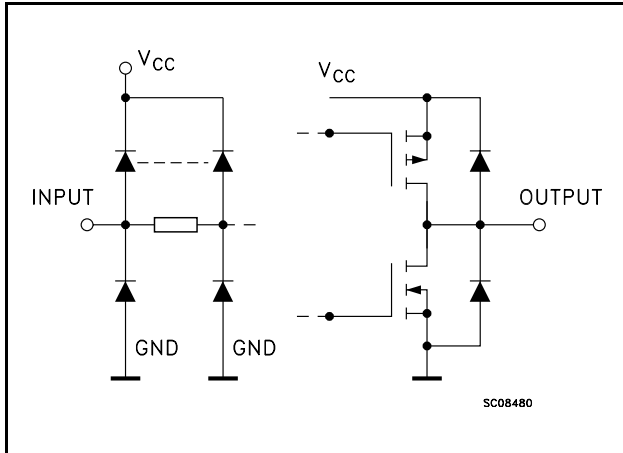 VCC
VCC
INPUT
OUTPUT
GND
GND
SC08480